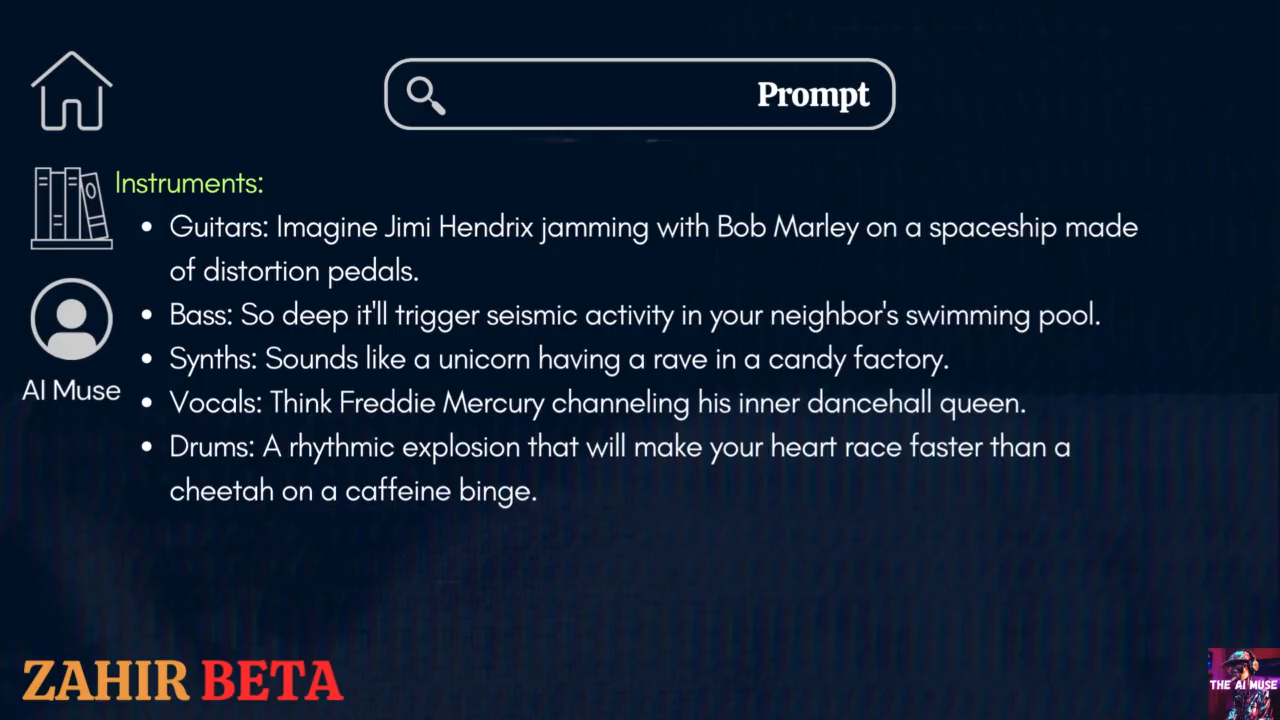 Prompt
Instruments:
• Guitars: Imagine Jimi Hendrix jamming with Bob Marley on a spaceship made
of distortion pedals.
• Bass: So deep it'll trigger seismic activity in your neighbor's swimming pool.
• Synths: Sounds like a unicorn having a rave in a candy factory.
• Vocals: Think Freddie Mercury channeling his inner dancehall queen.
• Drums: A rhythmic explosion that will make your heart race faster than a
cheetah on a caffeine binge.
AI Muse
ZAHIR BETA
THE AI MUSE